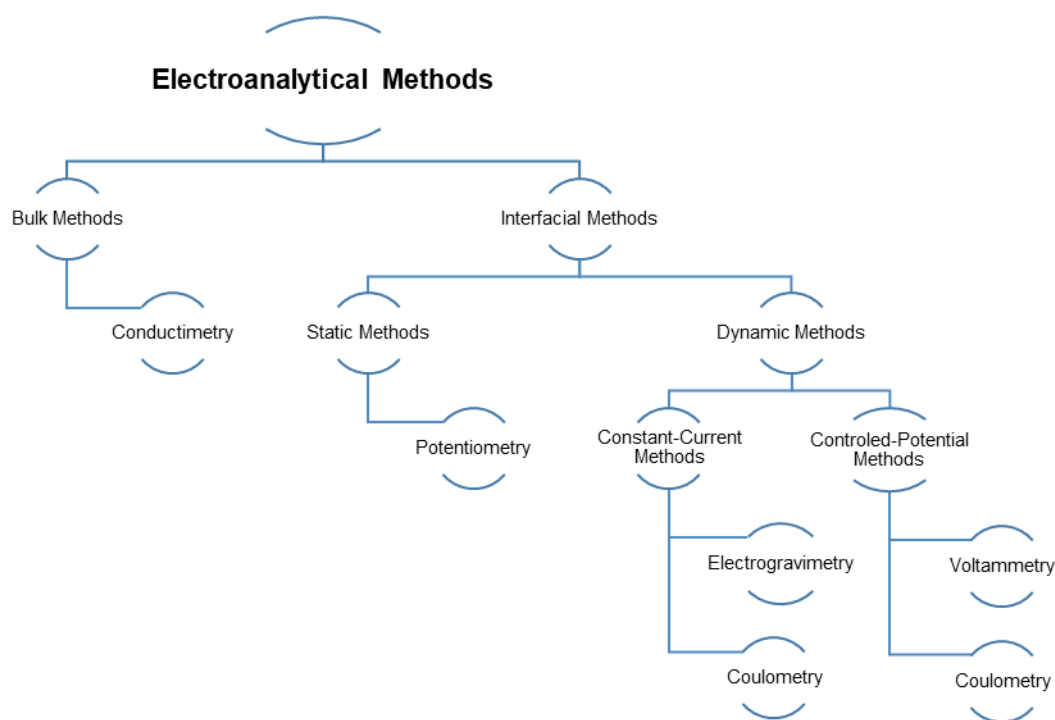 Electroanalytical Methods
Bulk Methods
Interfacial Methods
Conductimetry
Static Methods
Dynamic Methods
Potentiometry
Constant-Current
Methods
Controled-Potential
Methods
Electrogravimetry
Voltammetry
Coulometry
Coulometry